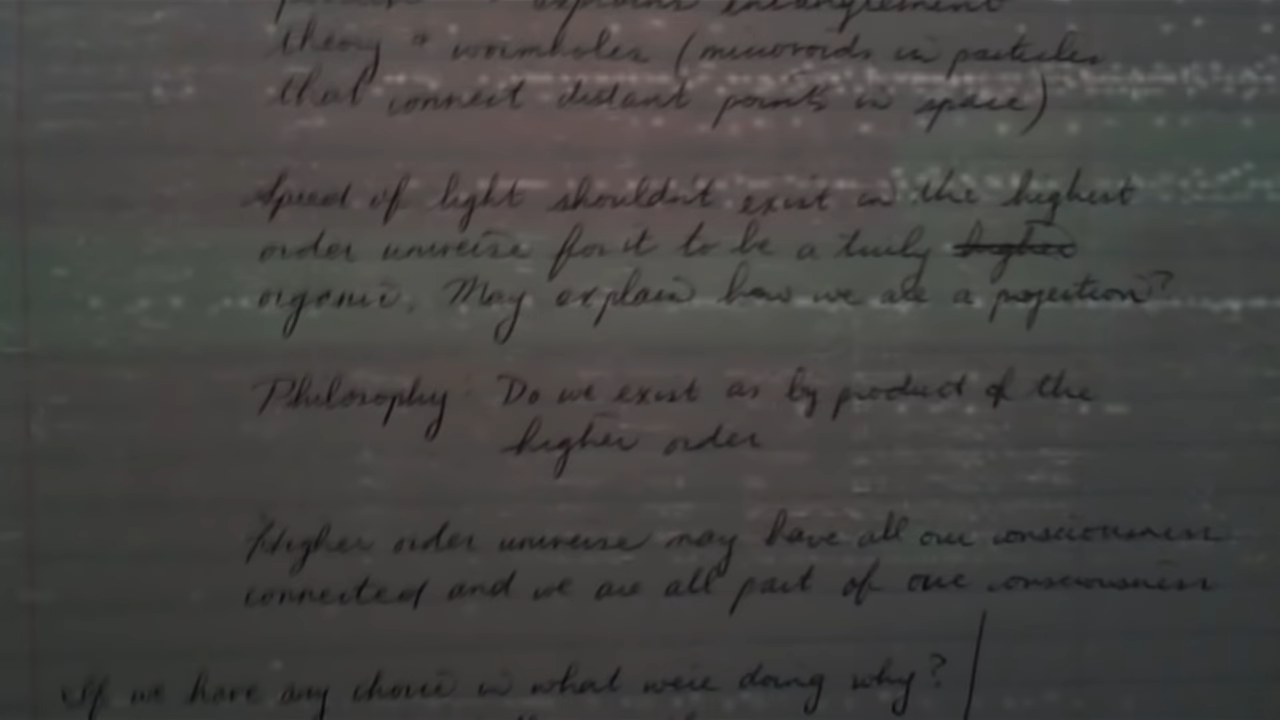 explains entanglement
theory & wormholes (in particles
that connect distant points in space)
Speed of light shouldn't exist in the highest
order universe for it to be a truly higher
organic. May explain how we are a projection?
Philosophy: Do we exist as by product of the
higher order
Higher order universe may have all our consciousness
connected and we are all part of one consciousness
If we have any choice in what we're doing why?